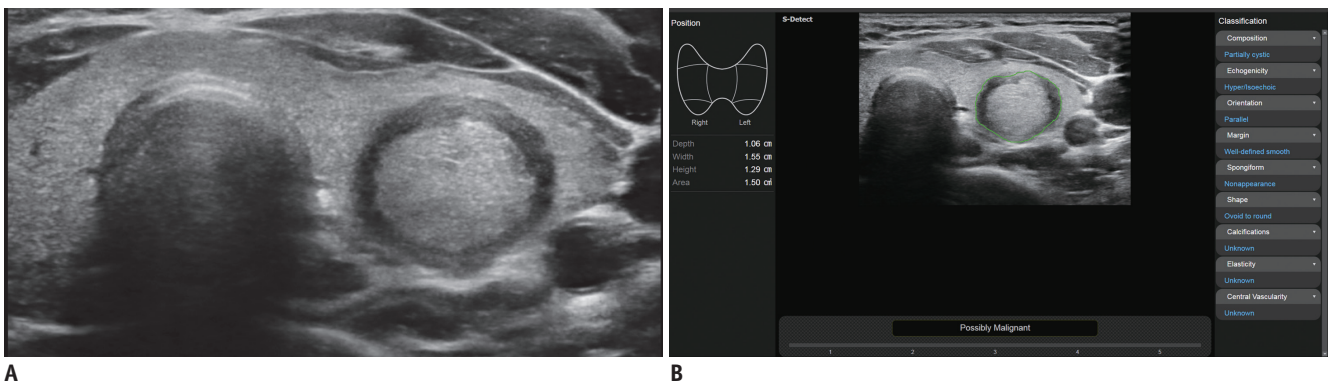 Position
Right Left
Depth 1.06 cm
Width 1.55 cm
Height 1.29 cm
Area 1.50 cm²
S-Detect
Possibly Malignant
1 2 3 4 5
Classification
Composition
Partially cystic
Echogenicity
Hyper/Isoechoic
Orientation
Parallel
Margin
Well-defined smooth
Spongiform
Nonappearance
Shape
Ovoid to round
Calcifications
Unknown
Elasticity
Unknown
Central Vascularity
Unknown
A
B